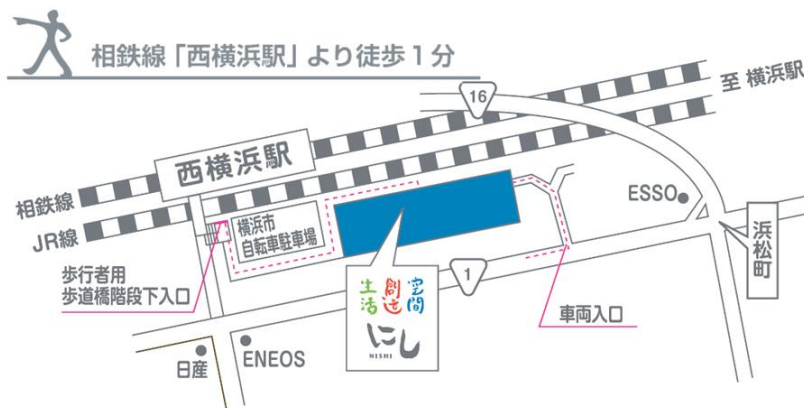 相鉄線「西横浜駅」より徒歩1分
16
至 横浜駅
西横浜駅
相鉄線
JR線
横浜市
自転車駐車場
ESSO
浜松町
歩行者用
歩道橋階段下入口
1
生活
創造
空間
にし
NISHI
車両入口
日産
ENEOS